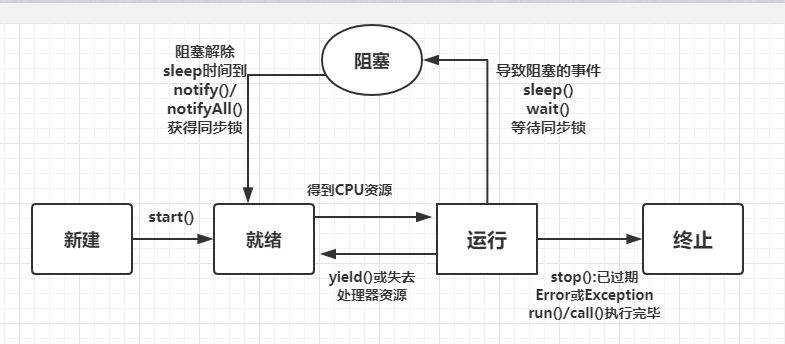 阻塞解除
sleep时间到
notify()/
notifyAll()
获得同步锁
阻塞
导致阻塞的事件
sleep()
wait()
等待同步锁
新建
start()
就绪
得到CPU资源
yield()或失去
处理器资源
运行
stop():已过期
Error或Exception
run()/call()执行完毕
终止